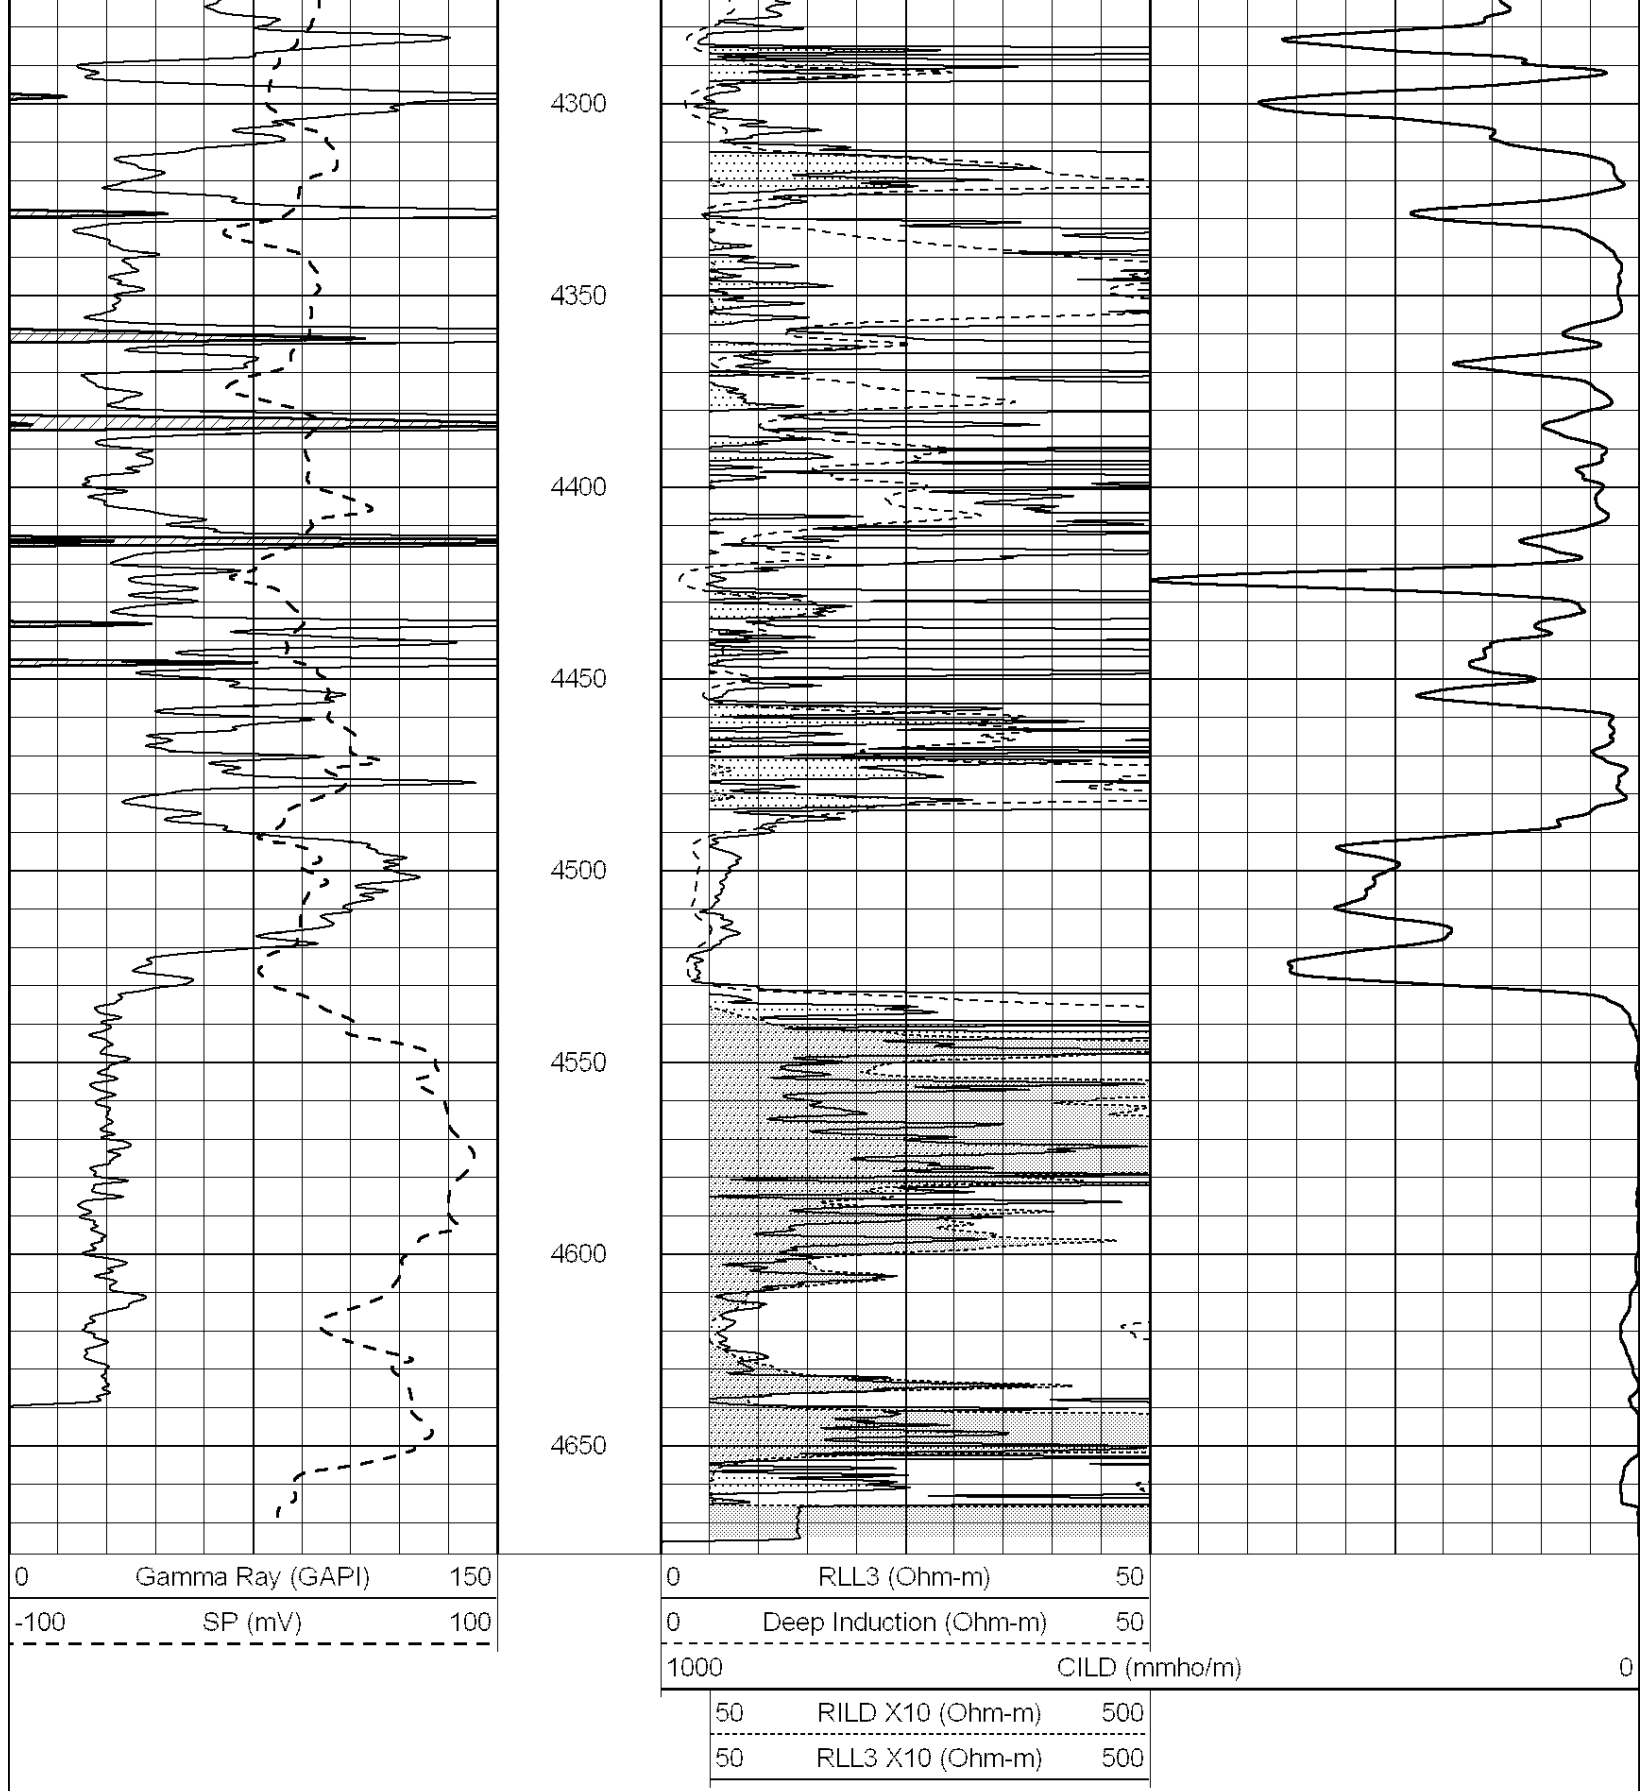 4300
4350
4400
4450
4500
4550
4600
4650
0 Gamma Ray (GAPI) 150
-100 SP (mV) 100
0 RLL3 (Ohm-m) 50
0 Deep Induction (Ohm-m) 50
1000 CILD (mmho/m) 0
50 RILD X10 (Ohm-m) 500
50 RLL3 X10 (Ohm-m) 500